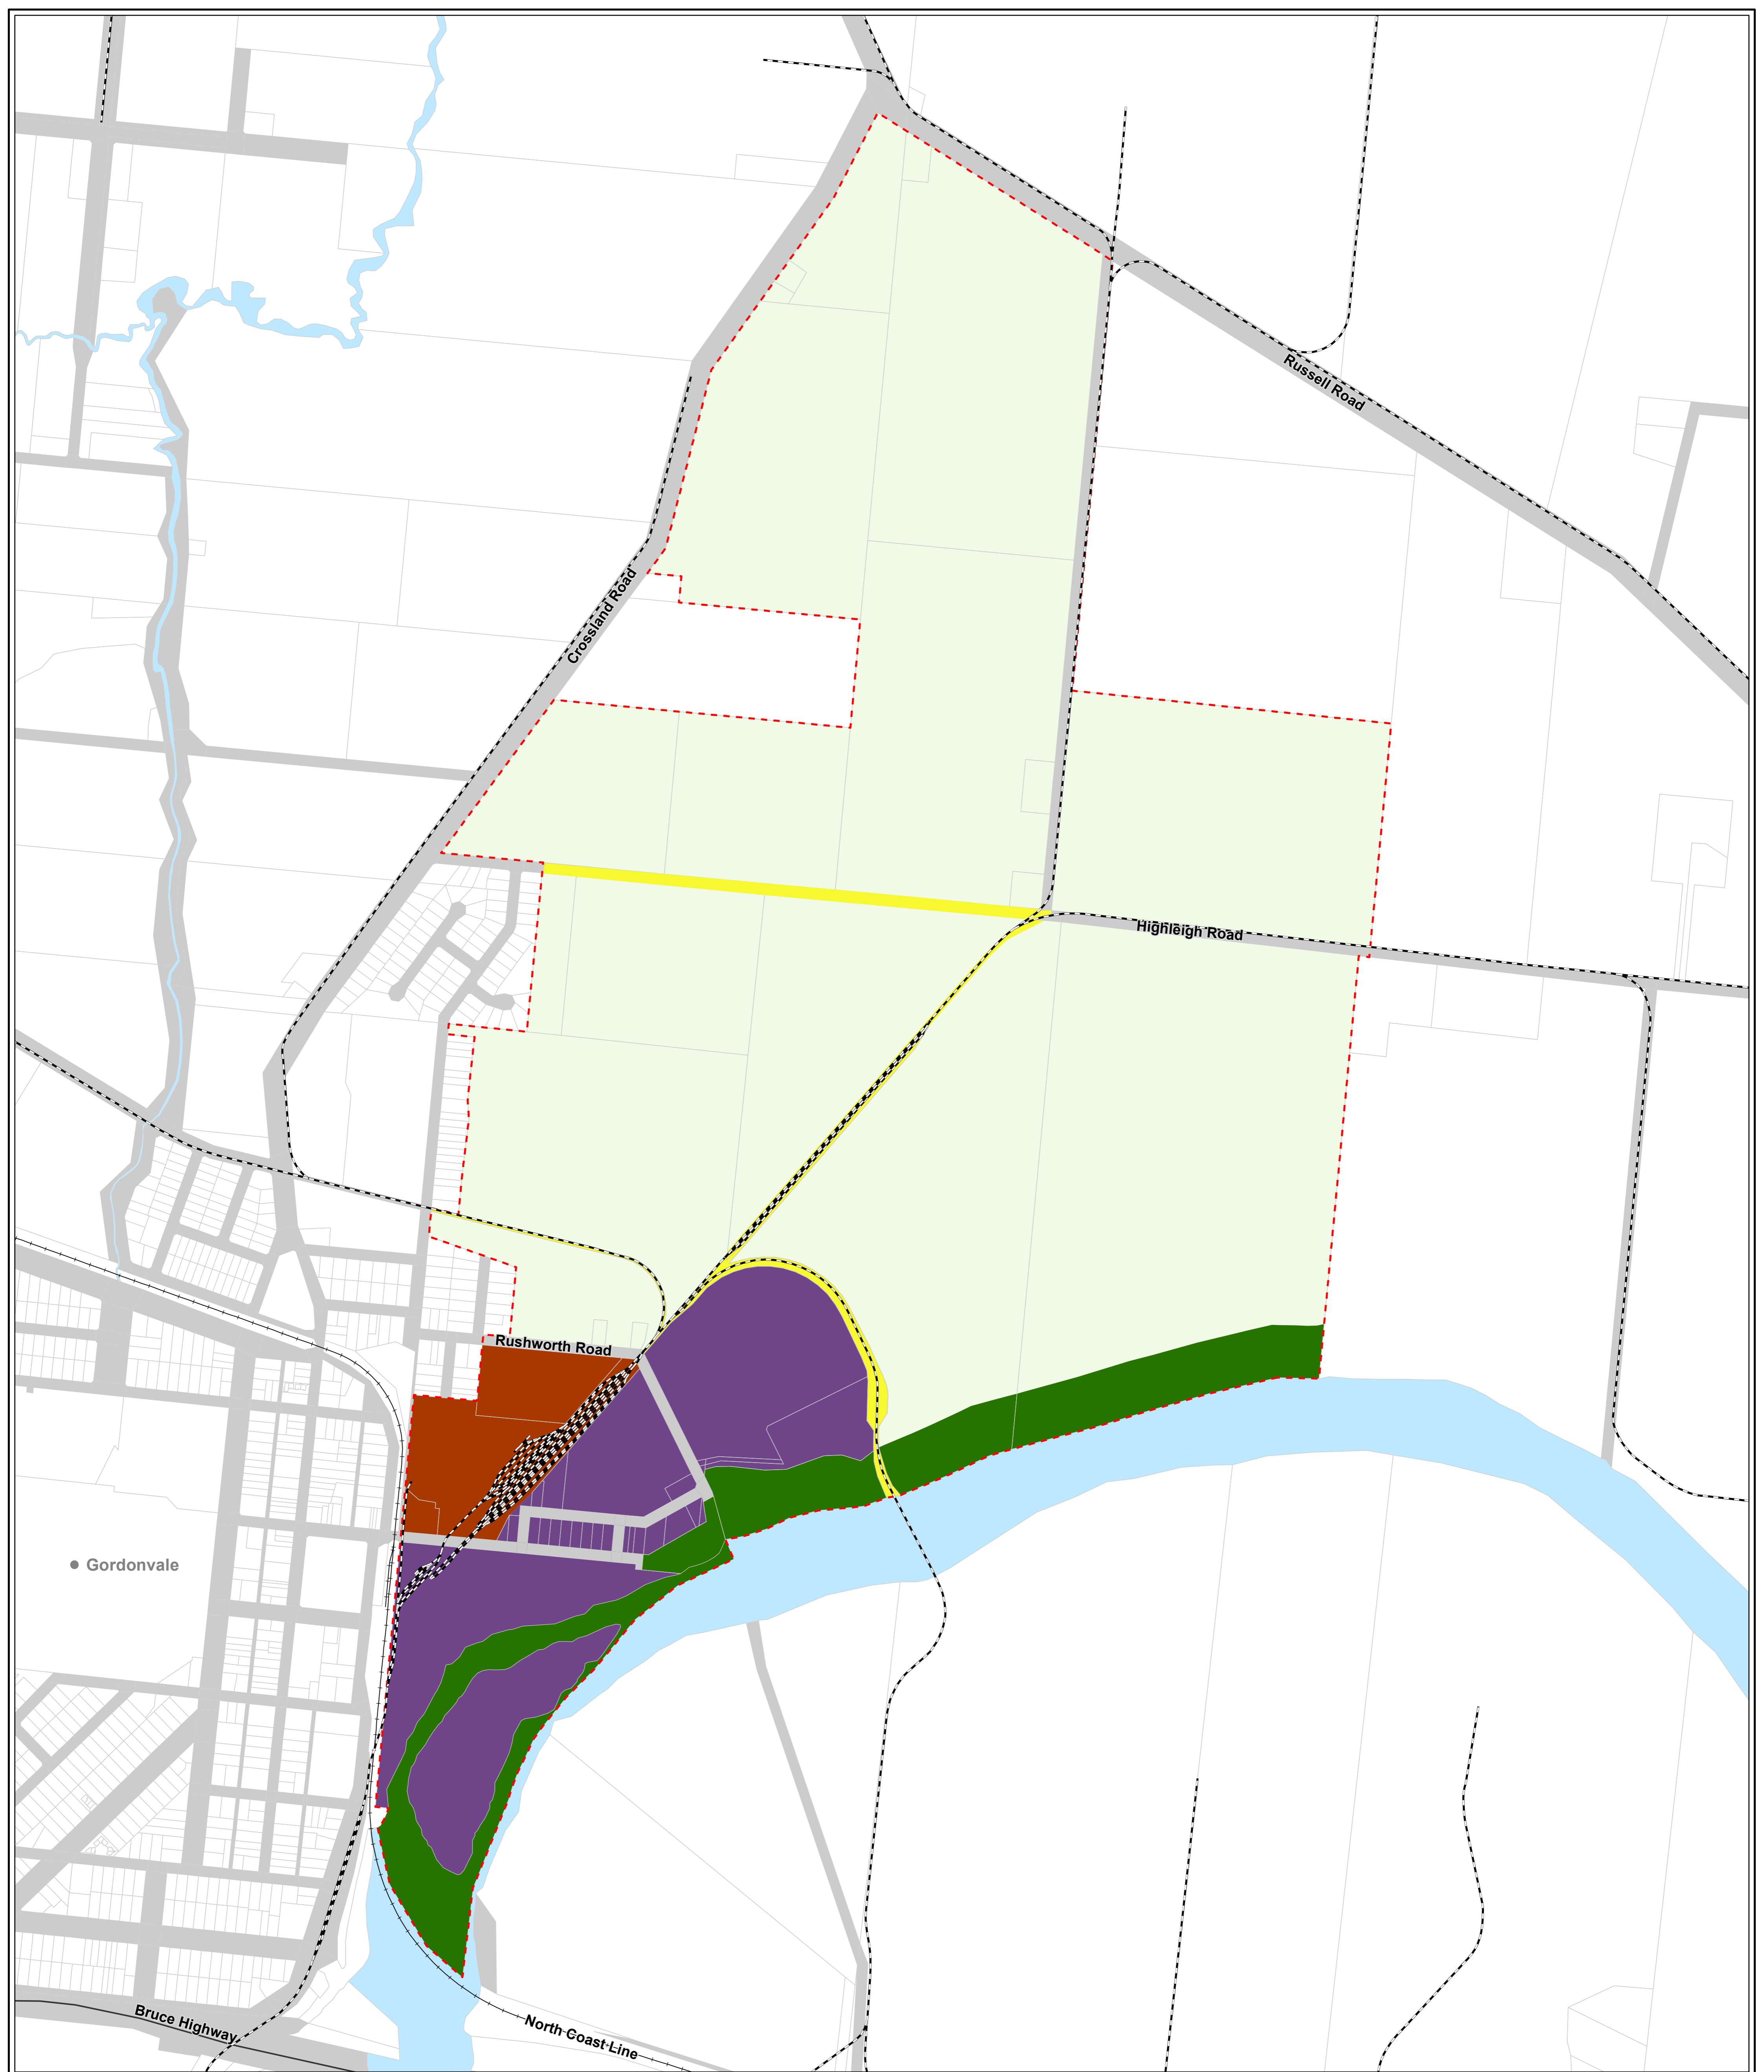 Russell Road
Crossland Road
Highleigh Road
Rushworth Road
Gordonvale
Bruce Highway
North Coast Line